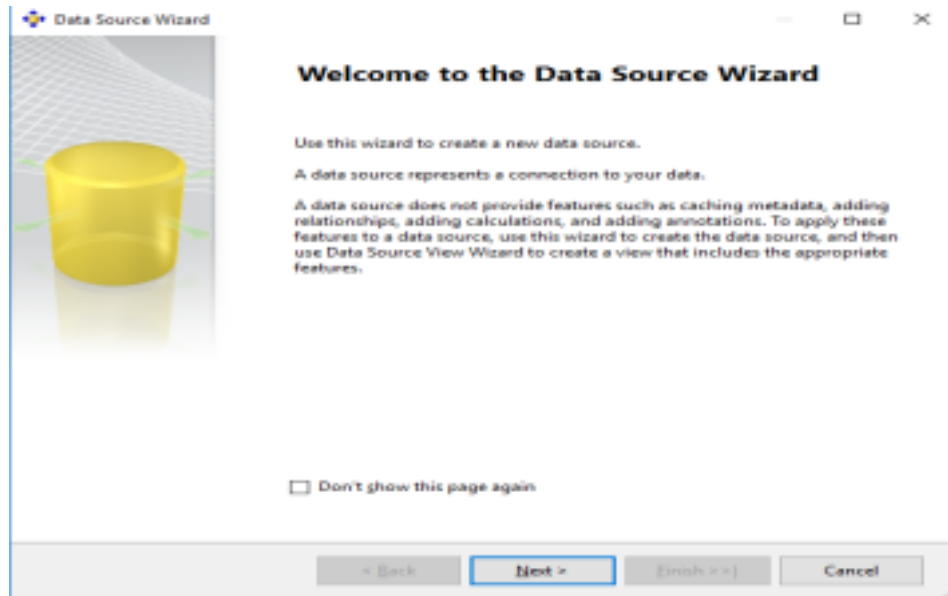 Data Source Wizard
Welcome to the Data Source Wizard
Use this wizard to create a new data source.
A data source represents a connection to your data.
A data source does not provide features such as caching metadata, adding
relationships, adding calculations, and adding annotations. To apply these
features to a data source, use this wizard to create the data source, and then
use Data Source View Wizard to create a view that includes the appropriate
features.
Don't show this page again
< Back
Next >
Finish >>|
Cancel